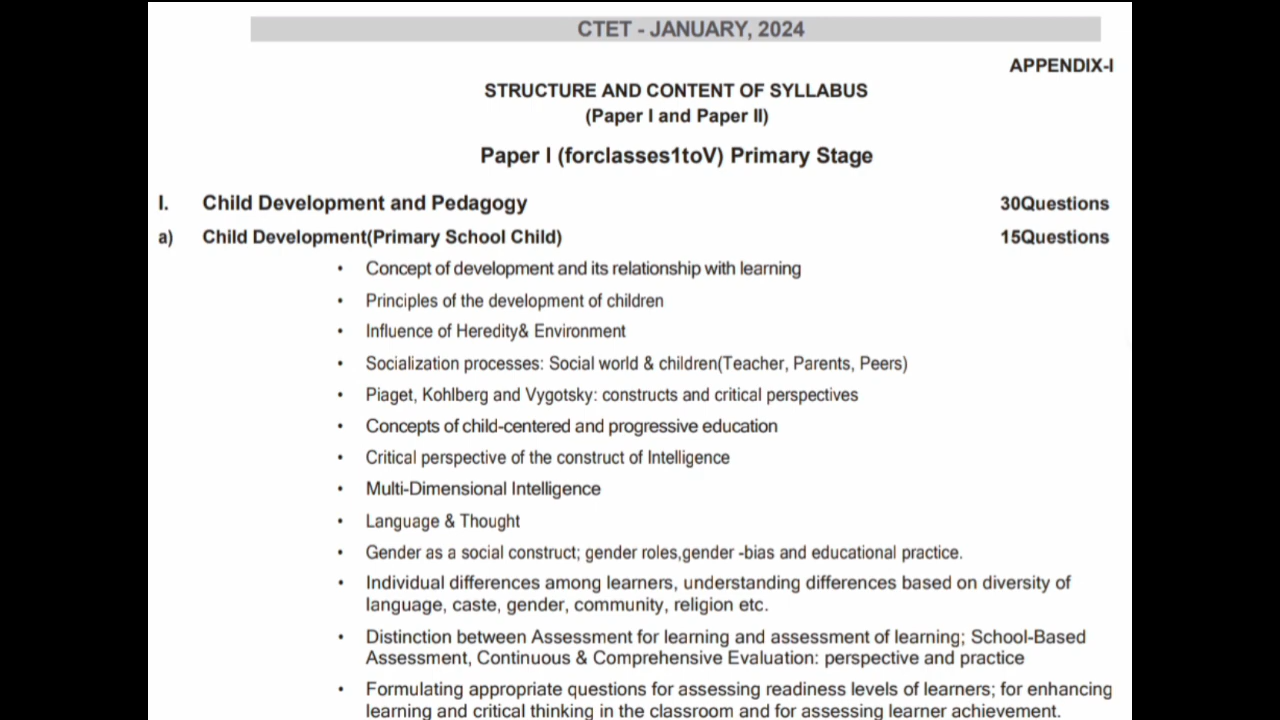 CTET - JANUARY, 2024
APPENDIX-I
STRUCTURE AND CONTENT OF SYLLABUS
(Paper I and Paper II)
Paper I (forclasses1toV) Primary Stage
I. Child Development and Pedagogy 30Questions
a) Child Development(Primary School Child) 15Questions
• Concept of development and its relationship with learning
• Principles of the development of children
• Influence of Heredity& Environment
• Socialization processes: Social world & children(Teacher, Parents, Peers)
• Piaget, Kohlberg and Vygotsky: constructs and critical perspectives
• Concepts of child-centered and progressive education
• Critical perspective of the construct of Intelligence
• Multi-Dimensional Intelligence
• Language & Thought
• Gender as a social construct; gender roles,gender -bias and educational practice.
• Individual differences among learners, understanding differences based on diversity of
language, caste, gender, community, religion etc.
• Distinction between Assessment for learning and assessment of learning; School-Based
Assessment, Continuous & Comprehensive Evaluation: perspective and practice
• Formulating appropriate questions for assessing readiness levels of learners; for enhancing
learning and critical thinking in the classroom and for assessing learner achievement.